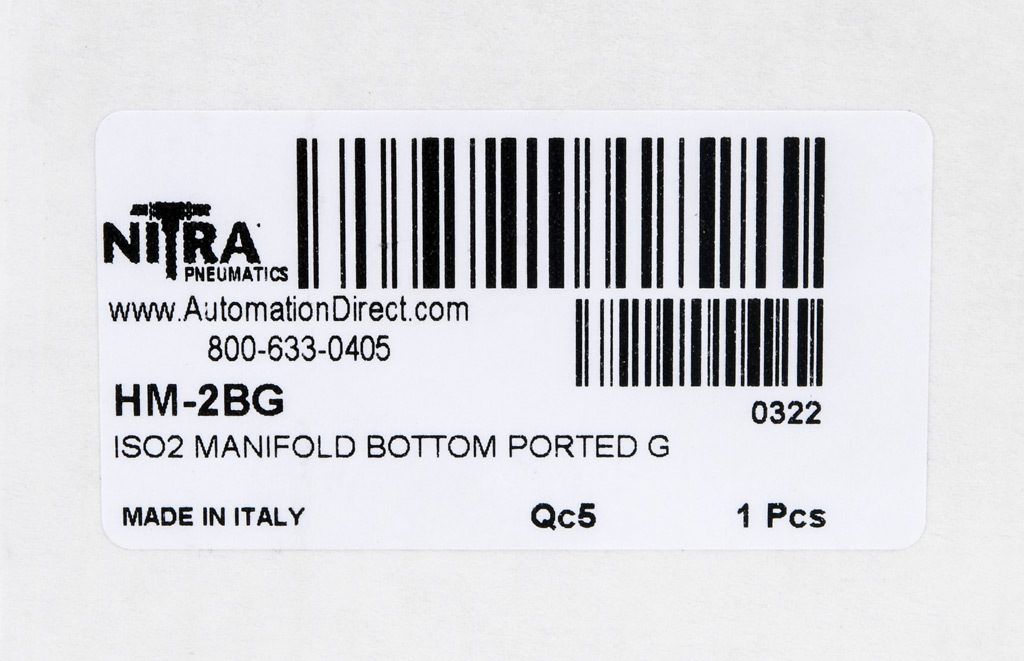 NITRA
PNEUMATICS
www.AutomationDirect.com
800-633-0405
HM-2BG
0322
ISO2 MANIFOLD BOTTOM PORTED G
MADE IN ITALY Qc5 1 Pcs